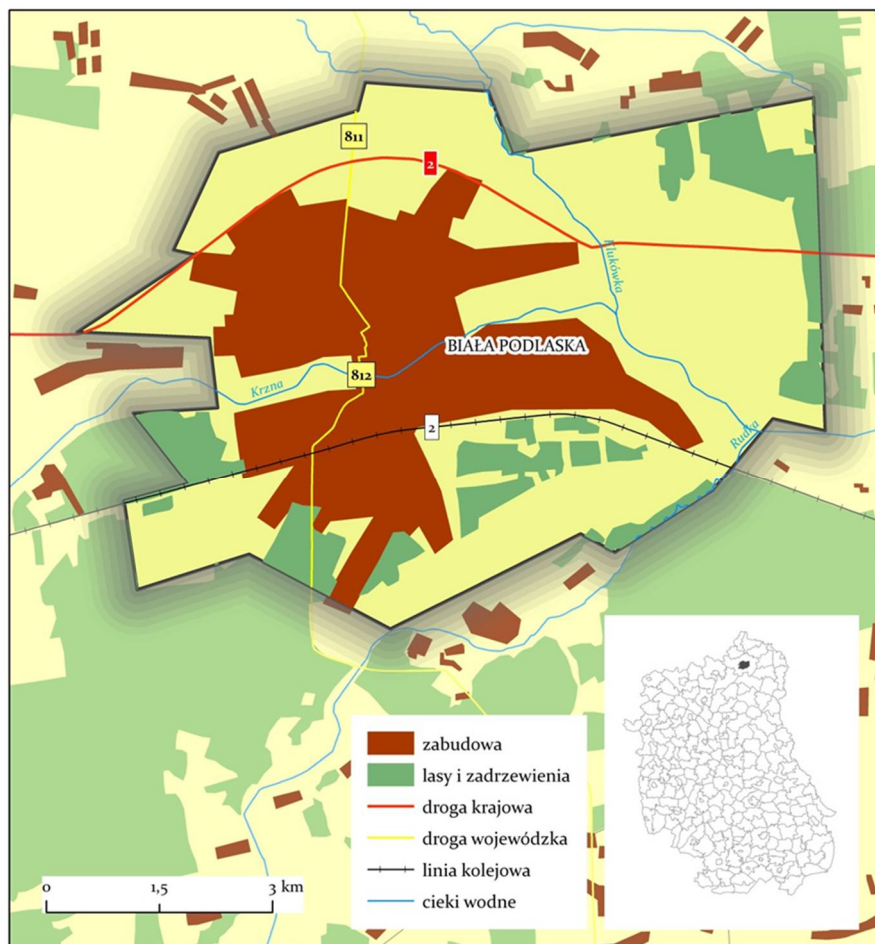 811
2
Klukówka
BIAŁA PODLASKA
812
Krzna
2
Rudka
zabudowa
lasy i zadrzewienia
droga krajowa
droga wojewódzka
linia kolejowa
cieki wodne
0 1,5 3 km